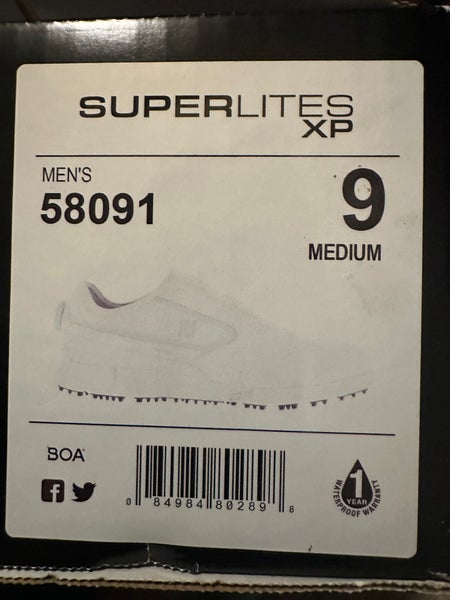 SUPERLITES
XP
MEN'S
58091
9
MEDIUM
BOA
0 84984 80289 8
1
YEAR
WATERPROOF WARRANTY